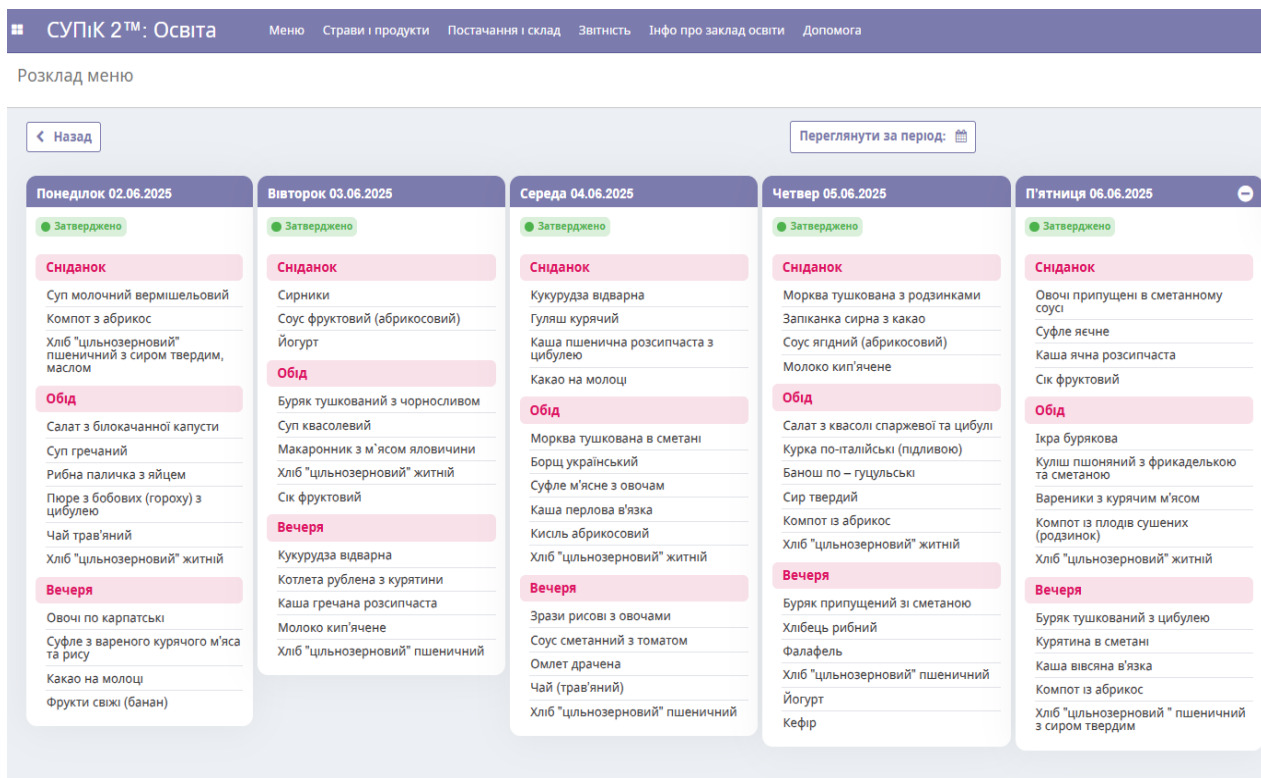 СУПіК 2™: Освіта
Меню Страви і продукти Постачання і склад Звітність Інфо про заклад освіти Допомога
Розклад меню
Назад
Переглянути за період:
Понеділок 02.06.2025
Затверджено
Сніданок
Суп молочний вермішельовий
Компот з абрикос
Хліб "цільнозерновий"
пшеничний з сиром твердим,
маслом
Обід
Салат з білокачанної капусти
Суп гречаний
Рибна паличка з яйцем
Пюре з бобових (гороху) з
цибулею
Чай трав'яний
Хліб "цільнозерновий" житній
Вечеря
Овочі по карпатські
Суфле з вареного курячого м'яса
та рису
Какао на молоці
Фрукти свіжі (банан)
Вівторок 03.06.2025
Затверджено
Сніданок
Сирники
Соус фруктовий (абрикосовий)
Йогурт
Обід
Буряк тушкований з чорносливом
Суп квасолевий
Макаронник з м`ясом яловичини
Хліб "цільнозерновий" житній
Сік фруктовий
Вечеря
Кукурудза відварна
Котлета рублена з курятини
Каша гречана розсипчаста
Молоко кип'ячене
Хліб "цільнозерновий" пшеничний
Середа 04.06.2025
Затверджено
Сніданок
Кукурудза відварна
Гуляш курячий
Каша пшенична розсипчаста з
цибулею
Какао на молоці
Обід
Морква тушкована в сметані
Борщ український
Суфле м'ясне з овочам
Каша перлова в'язка
Кисіль абрикосовий
Хліб "цільнозерновий" житній
Вечеря
Зрази рисові з овочами
Соус сметанний з томатом
Омлет драчена
Чай (трав'яний)
Хліб "цільнозерновий" пшеничний
Четвер 05.06.2025
Затверджено
Сніданок
Морква тушкована з родзинками
Запіканка сирна з какао
Соус ягідний (абрикосовий)
Молоко кип'ячене
Обід
Салат з квасолі спаржевої та цибулі
Курка по-італійські (підливою)
Банош по – гуцульські
Сир твердий
Компот із абрикос
Хліб "цільнозерновий" житній
Вечеря
Буряк припущений зі сметаною
Хлібець рибний
Фалафель
Хліб "цільнозерновий" пшеничний
Йогурт
Кефір
П'ятниця 06.06.2025
Затверджено
Сніданок
Овочі припущені в сметанному
соусі
Суфле яєчне
Каша ячна розсипчаста
Сік фруктовий
Обід
Ікра бурякова
Куліш пшоняний з фрикаделькою
та сметаною
Вареники з курячим м'ясом
Компот із плодів сушених
(родзинок)
Хліб "цільнозерновий" житній
Вечеря
Буряк тушкований з цибулею
Курятина в сметані
Каша вівсяна в'язка
Компот із абрикос
Хліб "цільнозерновий " пшеничний
з сиром твердим